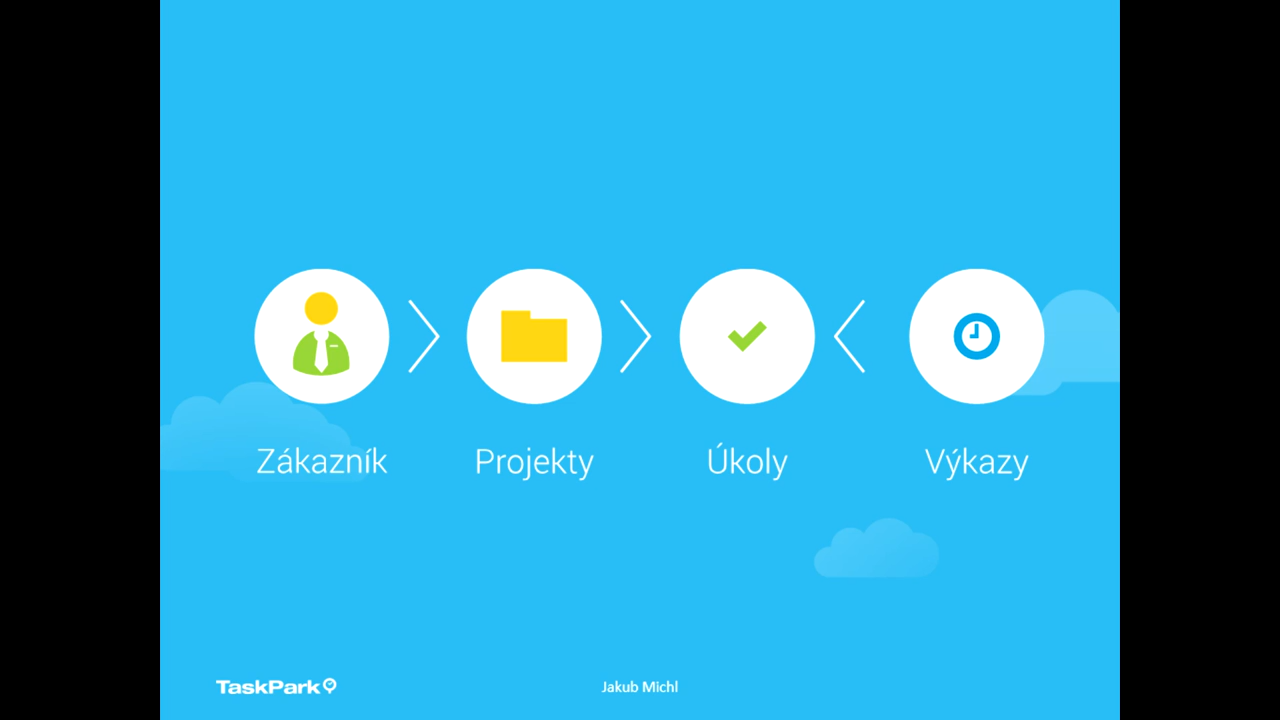 Zákazník
Projekty
Úkoly
Výkazy
TaskPark
Jakub Michl